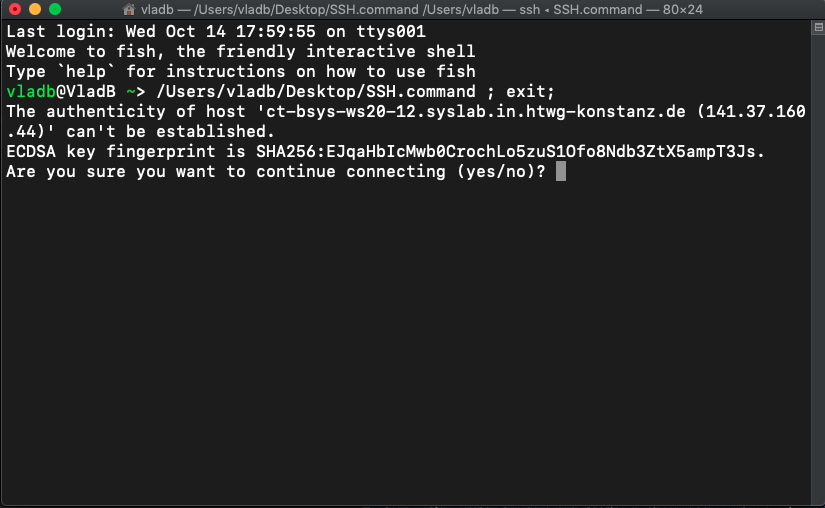 vladb — /Users/vladb/Desktop/SSH.command /Users/vladb — ssh ◂ SSH.command — 80×24
Last login: Wed Oct 14 17:59:55 on ttys001
Welcome to fish, the friendly interactive shell
Type `help` for instructions on how to use fish
vladb@VladB ~> /Users/vladb/Desktop/SSH.command ; exit;
The authenticity of host 'ct-bsys-ws20-12.syslab.in.htwg-konstanz.de (141.37.160
.44)' can't be established.
ECDSA key fingerprint is SHA256:EJqaHbIcMwb0CrochLo5zuS1Ofo8Ndb3ZtX5ampT3Js.
Are you sure you want to continue connecting (yes/no)?